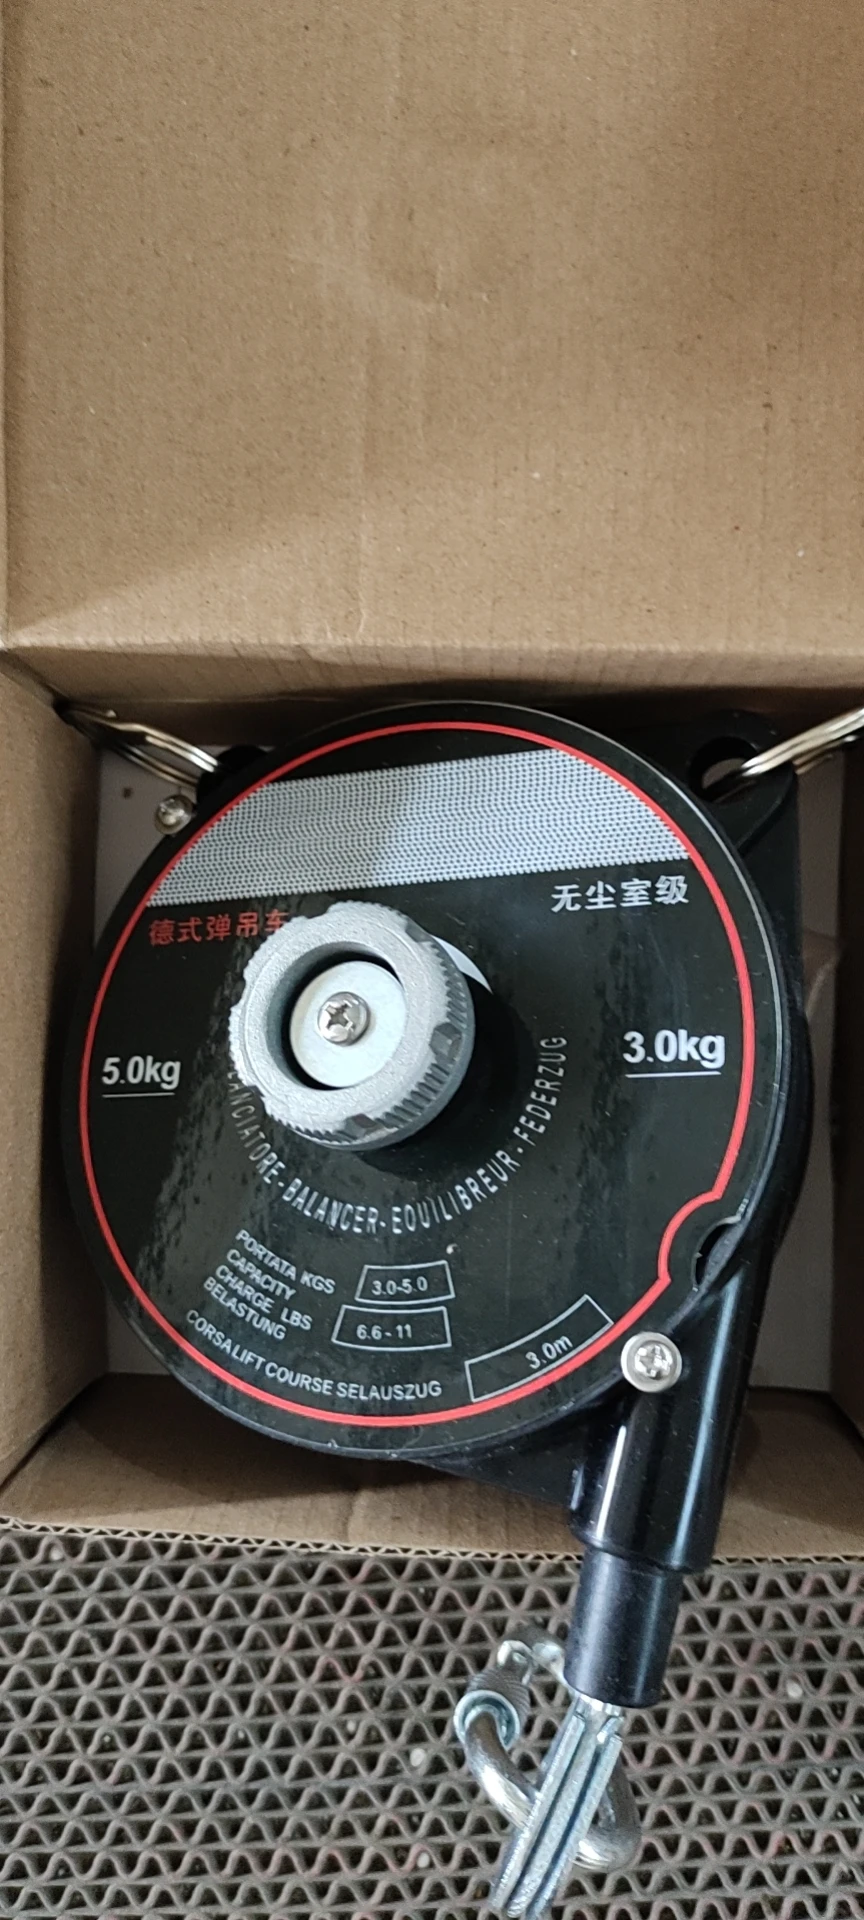 无尘室级
德式弹吊车
5.0kg
3.0kg
ANCIATORE-BALANCER-EQUILIBREUR-FEDERZUG
PORTATA KGS
CAPACITY
3.0-5.0
CHARGE LBS
BELASTUNG
6.6-11
CORSA LIFT COURSE SELAUSZUG
3.0m